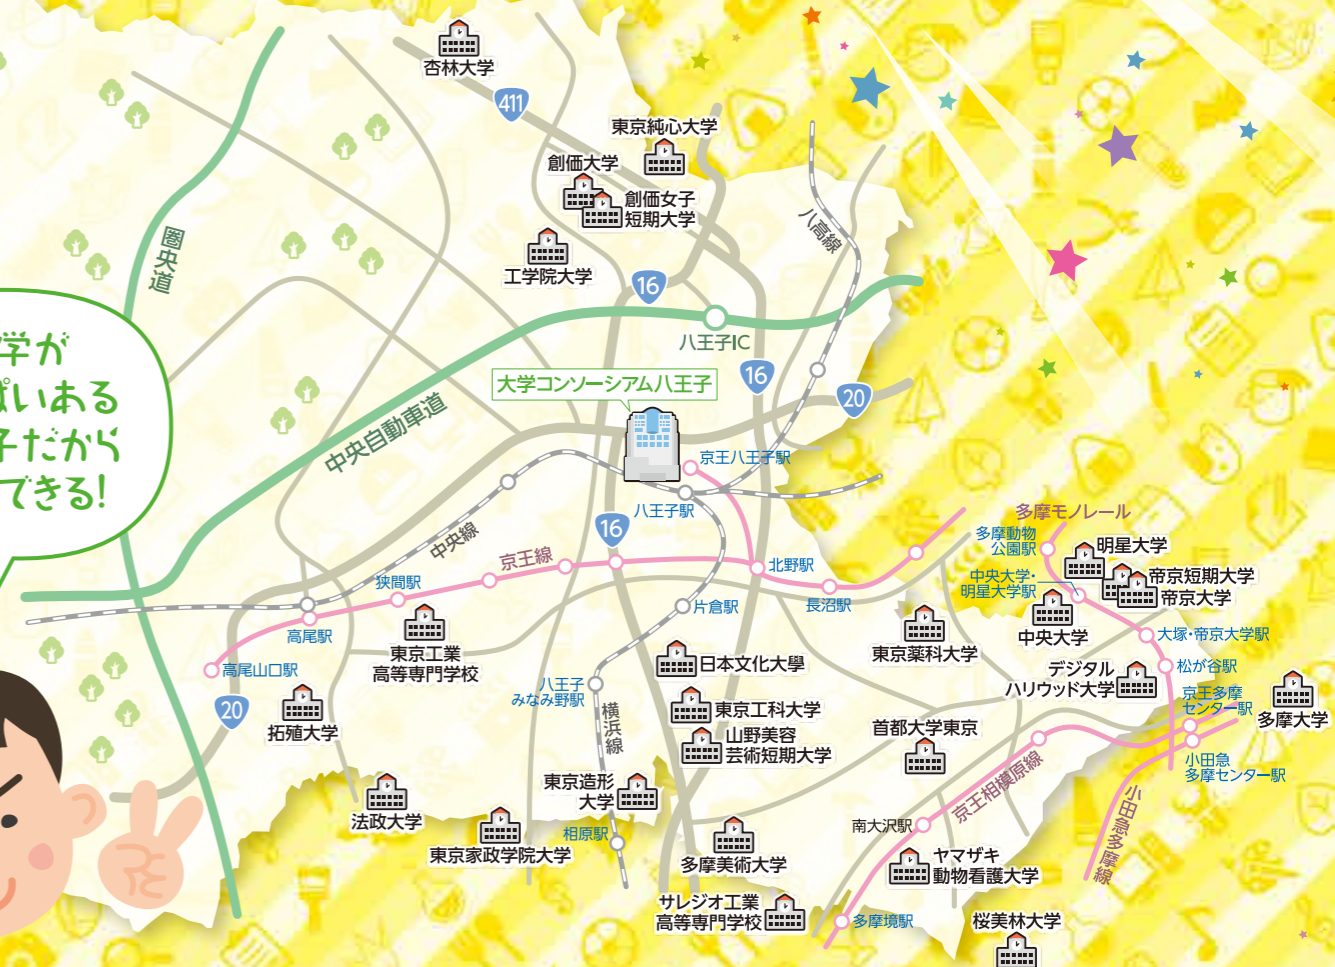 杏林大学
411
東京純心大学
創価大学
創価女子
短期大学
工学院大学
八高線
圏央道
16
八王子IC
学が
ぱいある
子だから
できる!
大学コンソーシアム八王子
16
20
中央自動車道
京王八王子駅
八王子駅
16
中央線
京王線
狭間駅
北野駅
長沼駅
片倉駅
高尾駅
高尾山口駅
20
東京工業
高等専門学校
拓殖大学
八王子
みなみ野駅
横浜線
日本文化大學
東京工科大学
山野美容
芸術短期大学
東京造形
大学
相原駅
法政大学
東京家政学院大学
多摩美術大学
サレジオ工業
高等専門学校
多摩モノレール
多摩動物
公園駅
明星大学
中央大学・
明星大学駅
帝京短期大学
帝京大学
中央大学
大塚・帝京大学駅
東京薬科大学
松が谷駅
デジタル
ハリウッド大学
京王多摩
センター駅
多摩大学
首都大学東京
小田急
多摩センター駅
京王相模原線
小田急多摩線
南大沢駅
ヤマザキ
動物看護大学
多摩境駅
桜美林大学